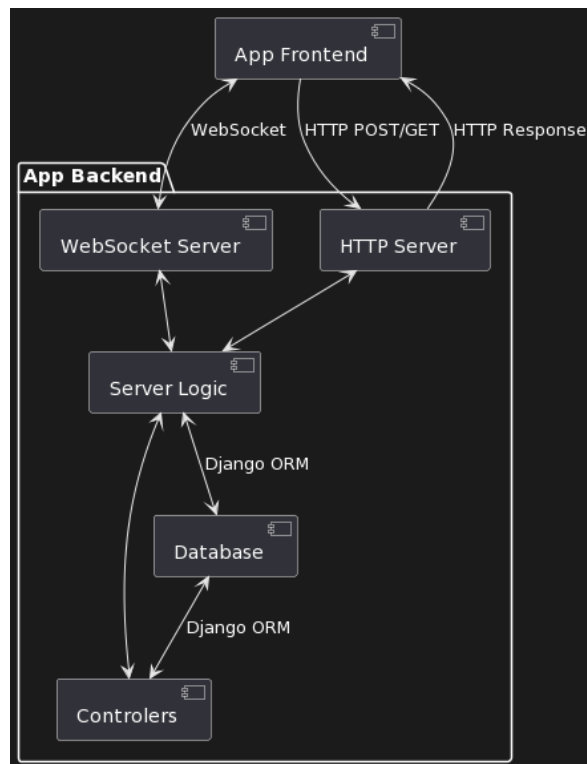 App Frontend
WebSocket
HTTP POST/GET
HTTP Response
App Backend
WebSocket Server
HTTP Server
Server Logic
Django ORM
Database
Django ORM
Controlers